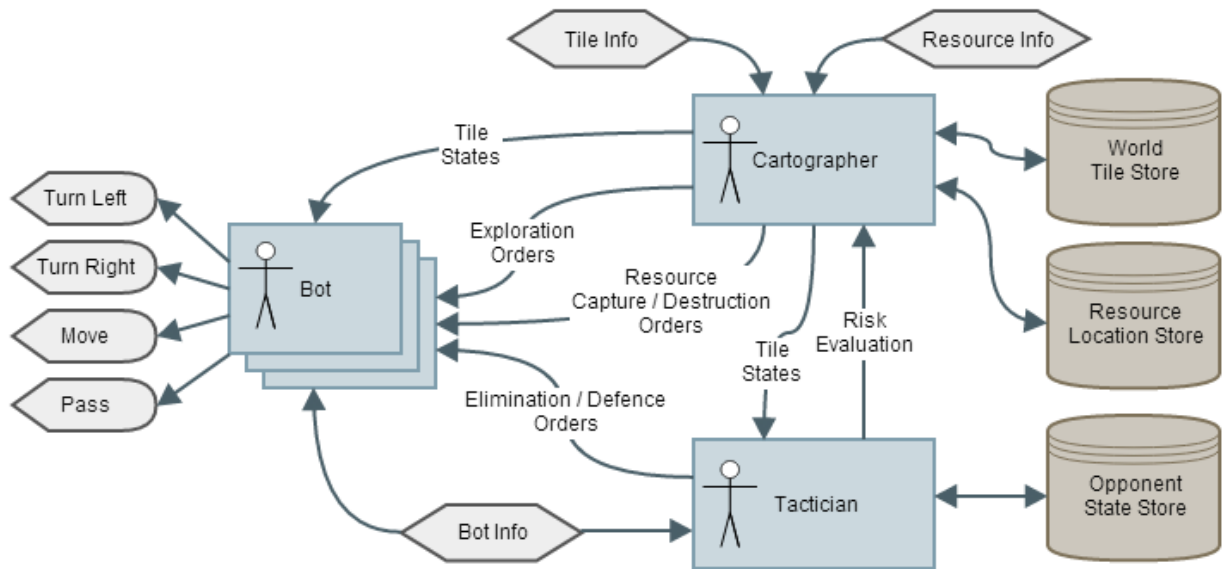 Tile Info
Resource Info
Tile
States
Cartographer
World
Tile Store
Turn Left
Exploration
Orders
Turn Right
Bot
Resource
Capture / Destruction
Orders
Risk
Evaluation
Resource
Location Store
Move
Tile
States
Pass
Elimination / Defence
Orders
Tactician
Opponent
State Store
Bot Info